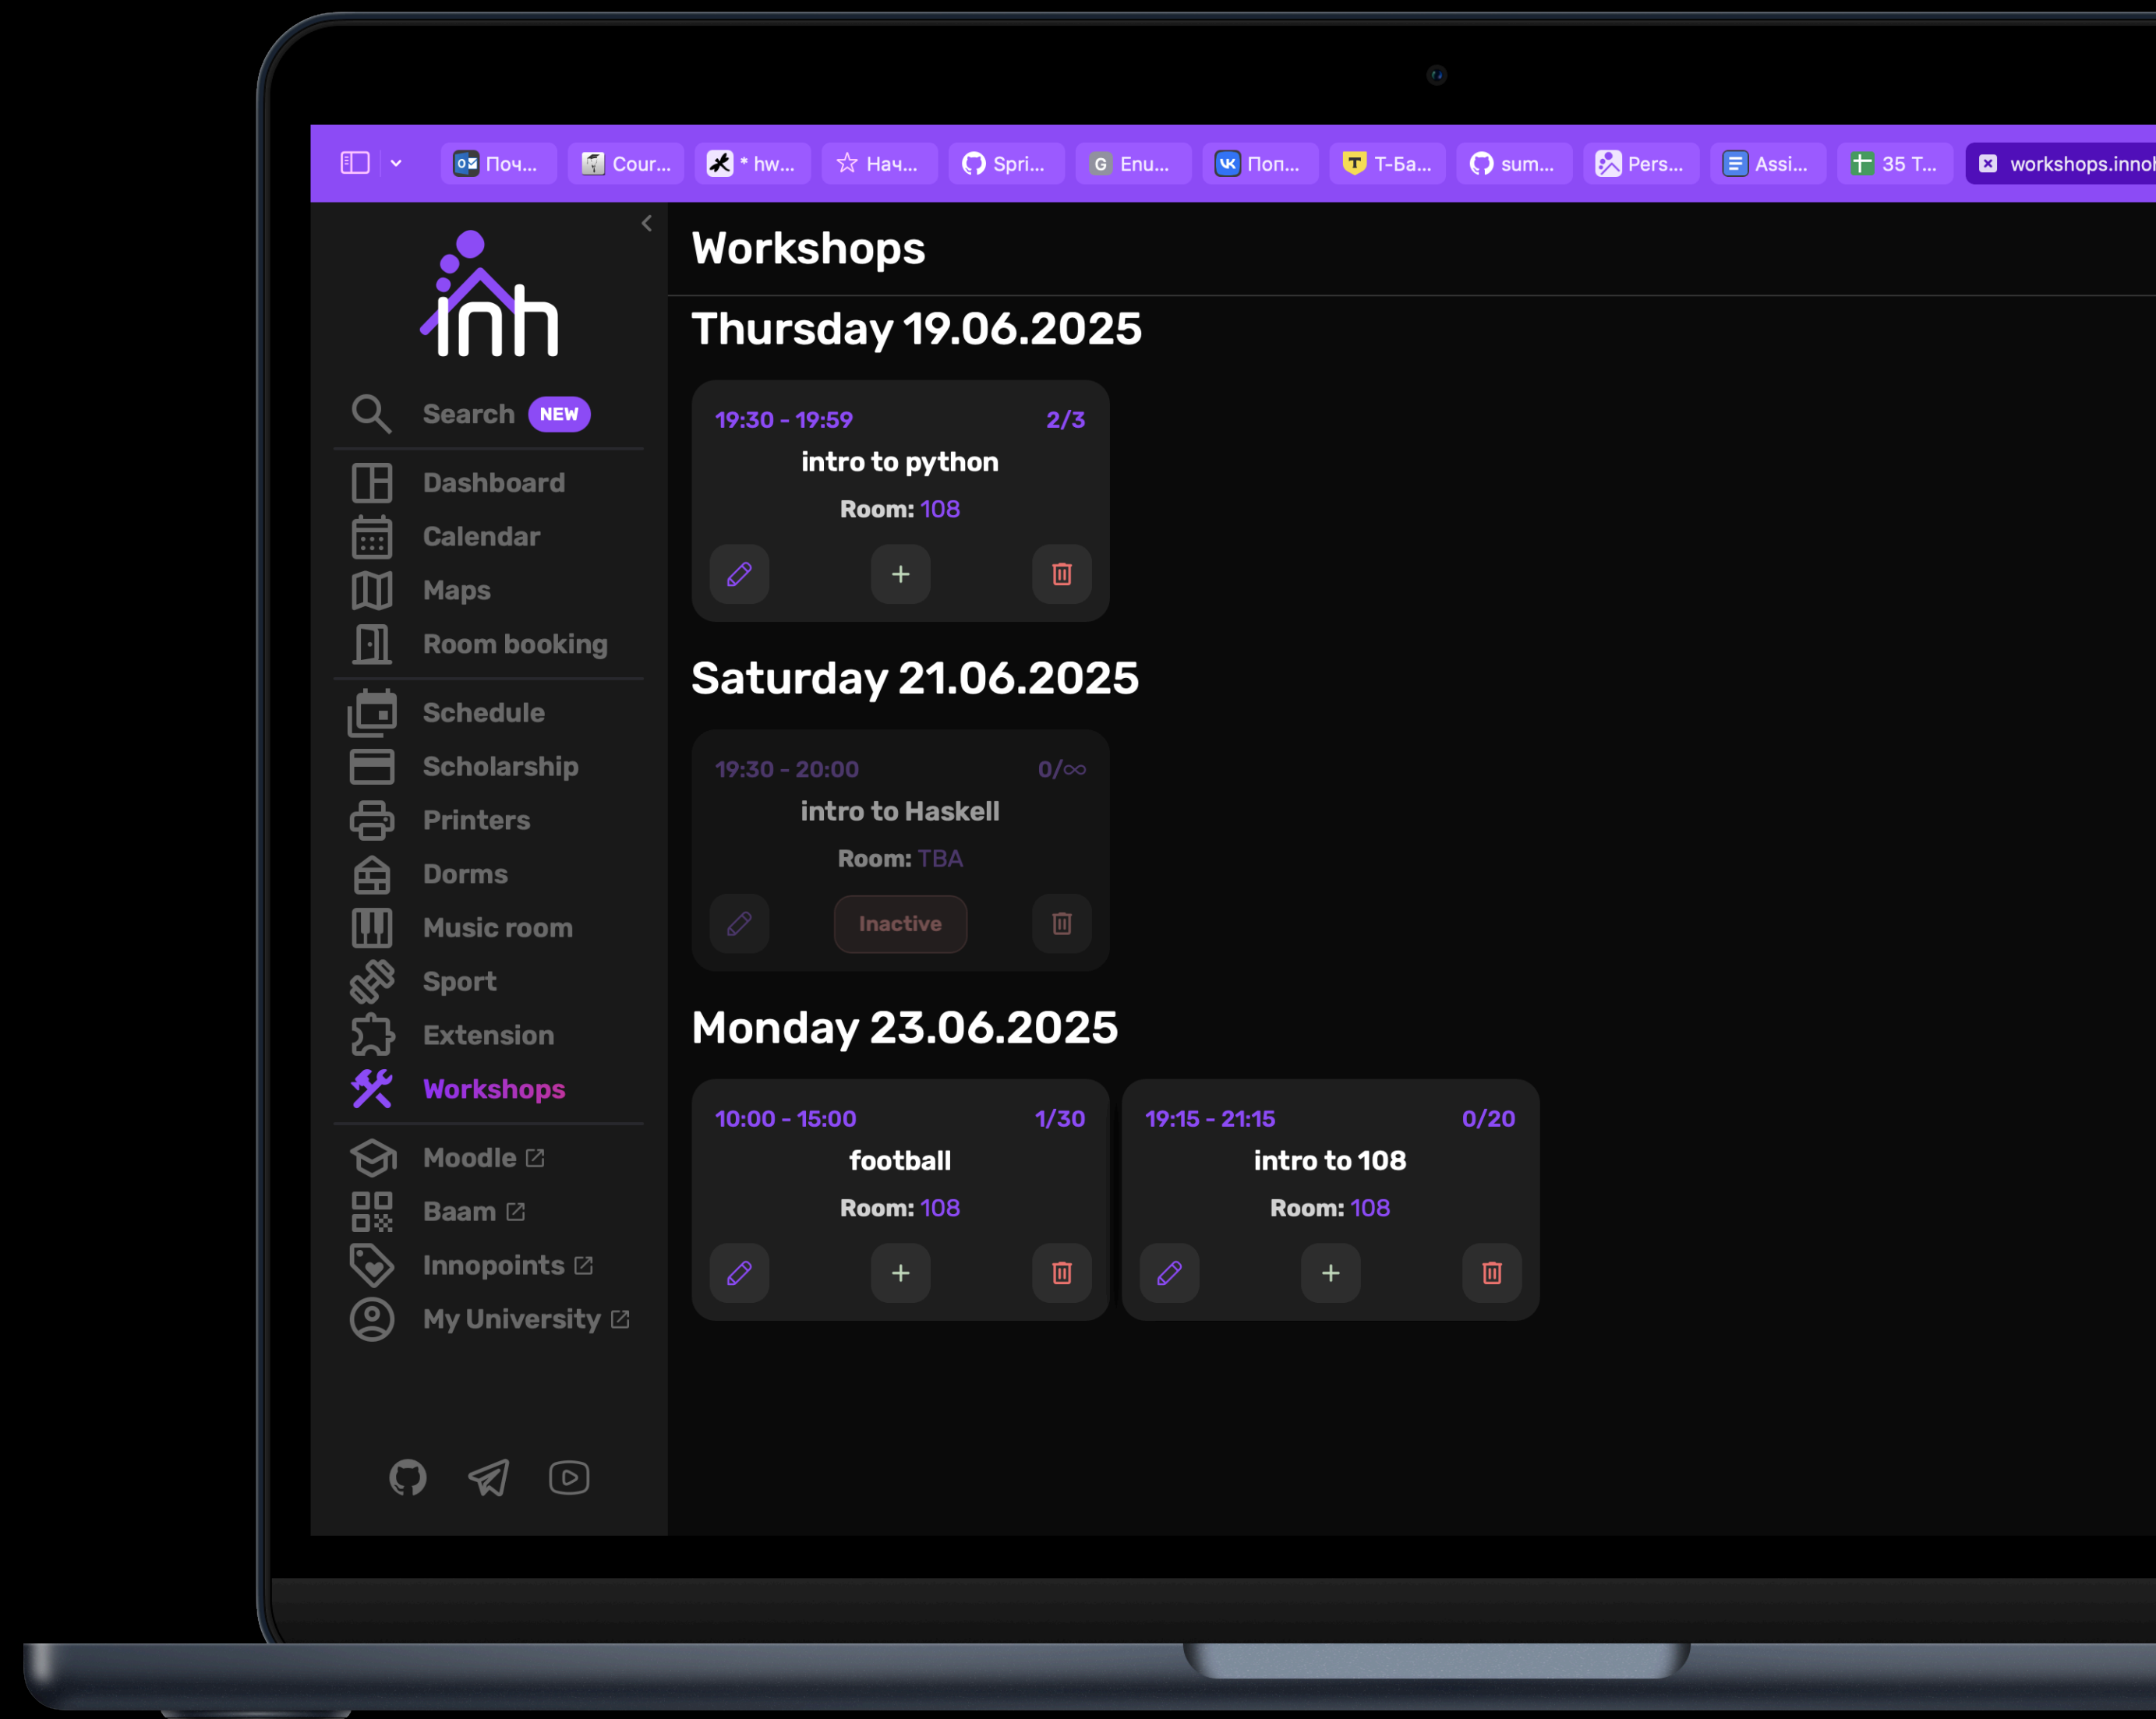 Поч...
Cour...
* hw...
Нач...
Spri...
G Enu...
Поп...
Т-Ба...
sum...
Pers...
Assi...
35 T...
workshops.innoh
inh
Search NEW
Dashboard
Calendar
Maps
Room booking
Schedule
Scholarship
Printers
Dorms
Music room
Sport
Extension
Workshops
Moodle
Baam
Innopoints
My University
Workshops
Thursday 19.06.2025
19:30 - 19:59 2/3
intro to python
Room: 108
Saturday 21.06.2025
19:30 - 20:00 0/∞
intro to Haskell
Room: TBA
Inactive
Monday 23.06.2025
10:00 - 15:00 1/30
football
Room: 108
19:15 - 21:15 0/20
intro to 108
Room: 108